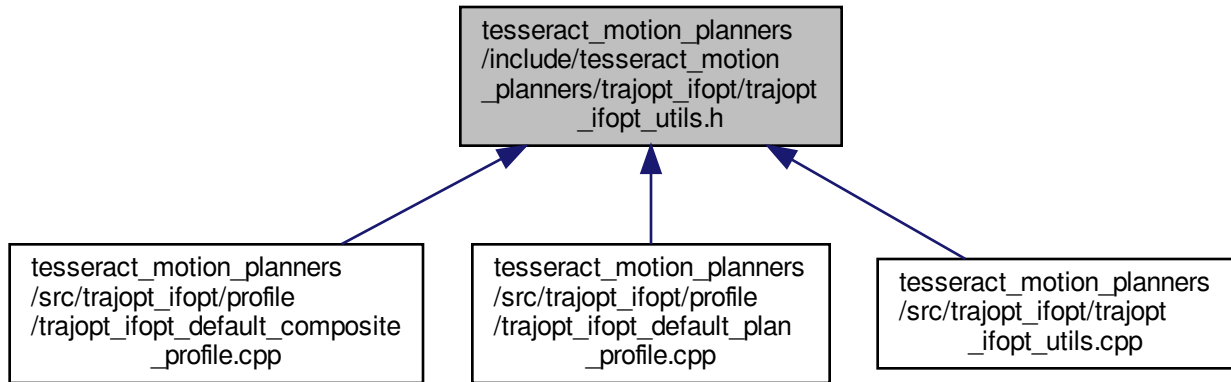 tesseract_motion_planners
/include/tesseract_motion
_planners/trajopt_ifopt/trajopt
_ifopt_utils.h
tesseract_motion_planners
/src/trajopt_ifopt/profile
/trajopt_ifopt_default_composite
_profile.cpp
tesseract_motion_planners
/src/trajopt_ifopt/profile
/trajopt_ifopt_default_plan
_profile.cpp
tesseract_motion_planners
/src/trajopt_ifopt/trajopt
_ifopt_utils.cpp